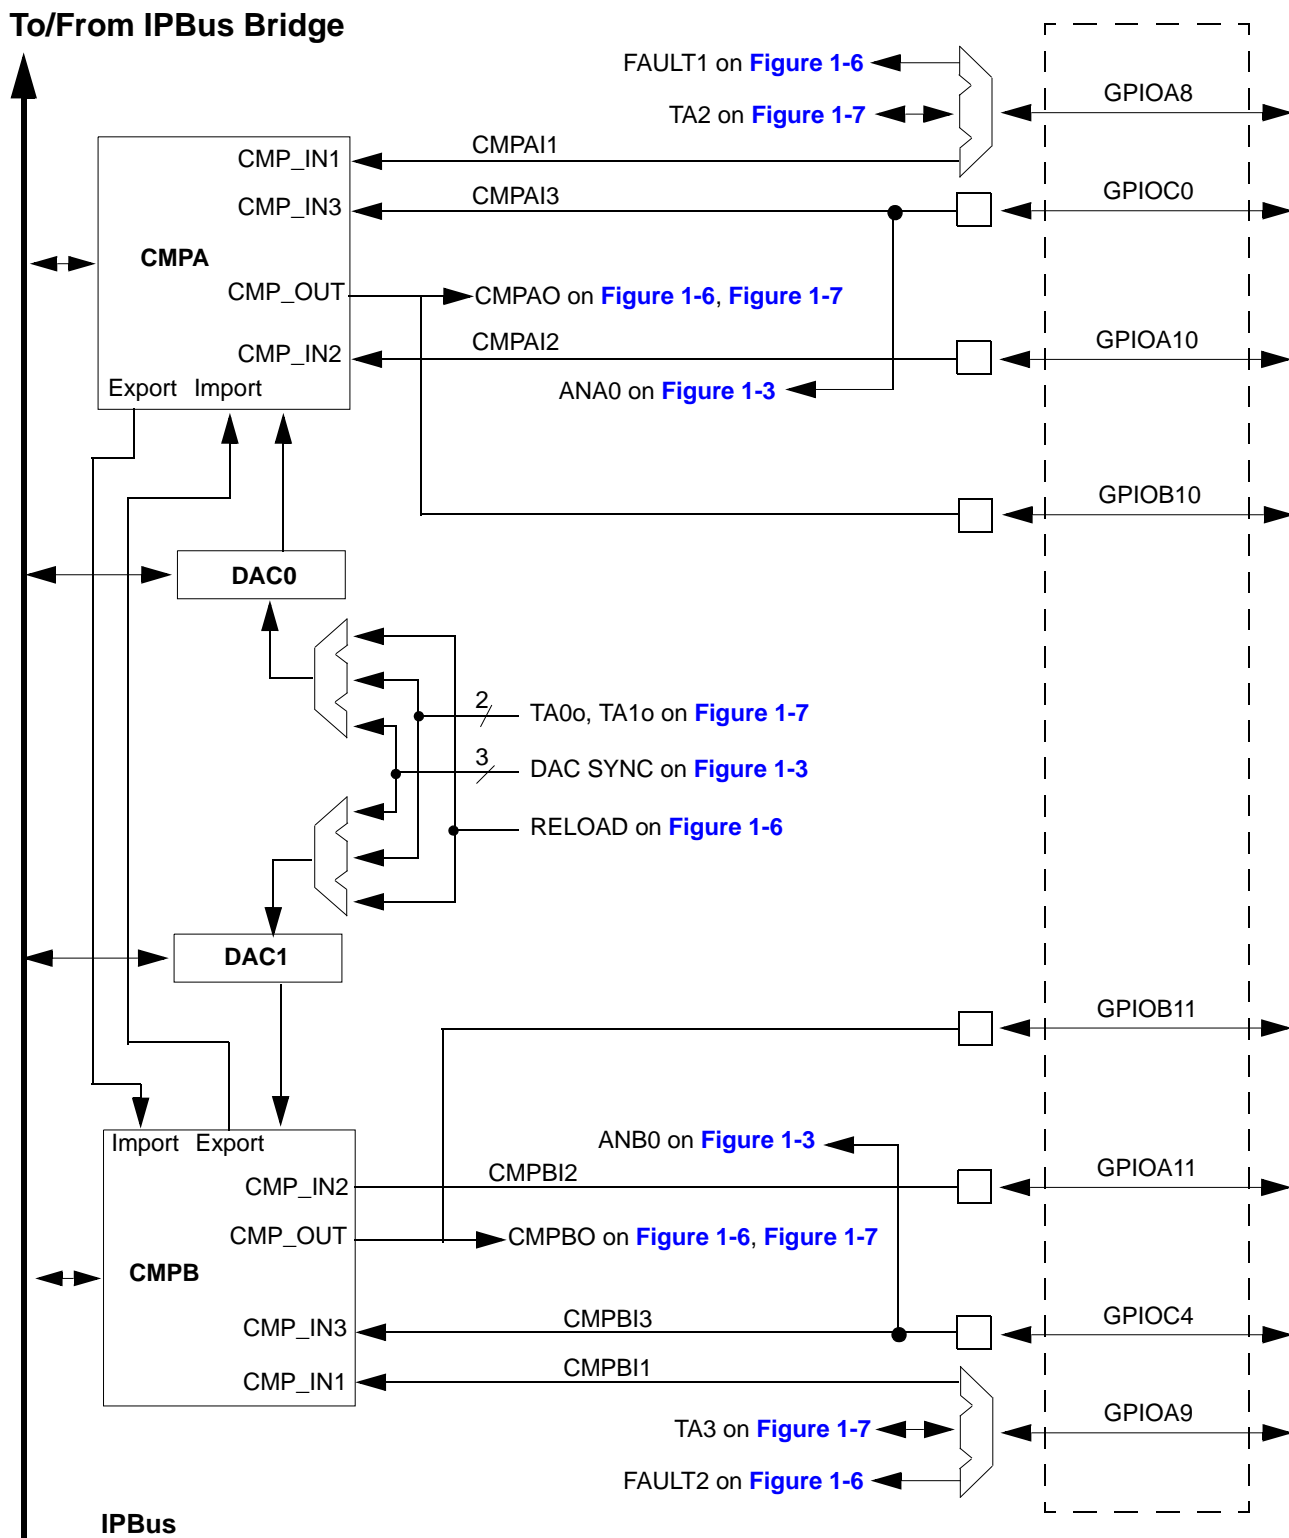 To/From IPBus Bridge
FAULT1 on Figure 1-6
GPIOA8
TA2 on Figure 1-7
CMPAI1
CMP_IN1
CMPAI3
CMP_IN3
GPIOC0
CMPA
CMP_OUT
CMPAO on Figure 1-6, Figure 1-7
CMPAI2
CMP_IN2
GPIOA10
Export Import
ANA0 on Figure 1-3
GPIOB10
DAC0
2
TA0o, TA1o on Figure 1-7
3
DAC SYNC on Figure 1-3
RELOAD on Figure 1-6
DAC1
GPIOB11
Import Export
ANB0 on Figure 1-3
CMPBI2
CMP_IN2
GPIOA11
CMP_OUT
CMPBO on Figure 1-6, Figure 1-7
CMPB
CMPBI3
CMP_IN3
GPIOC4
CMPBI1
CMP_IN1
GPIOA9
TA3 on Figure 1-7
FAULT2 on Figure 1-6
IPBus